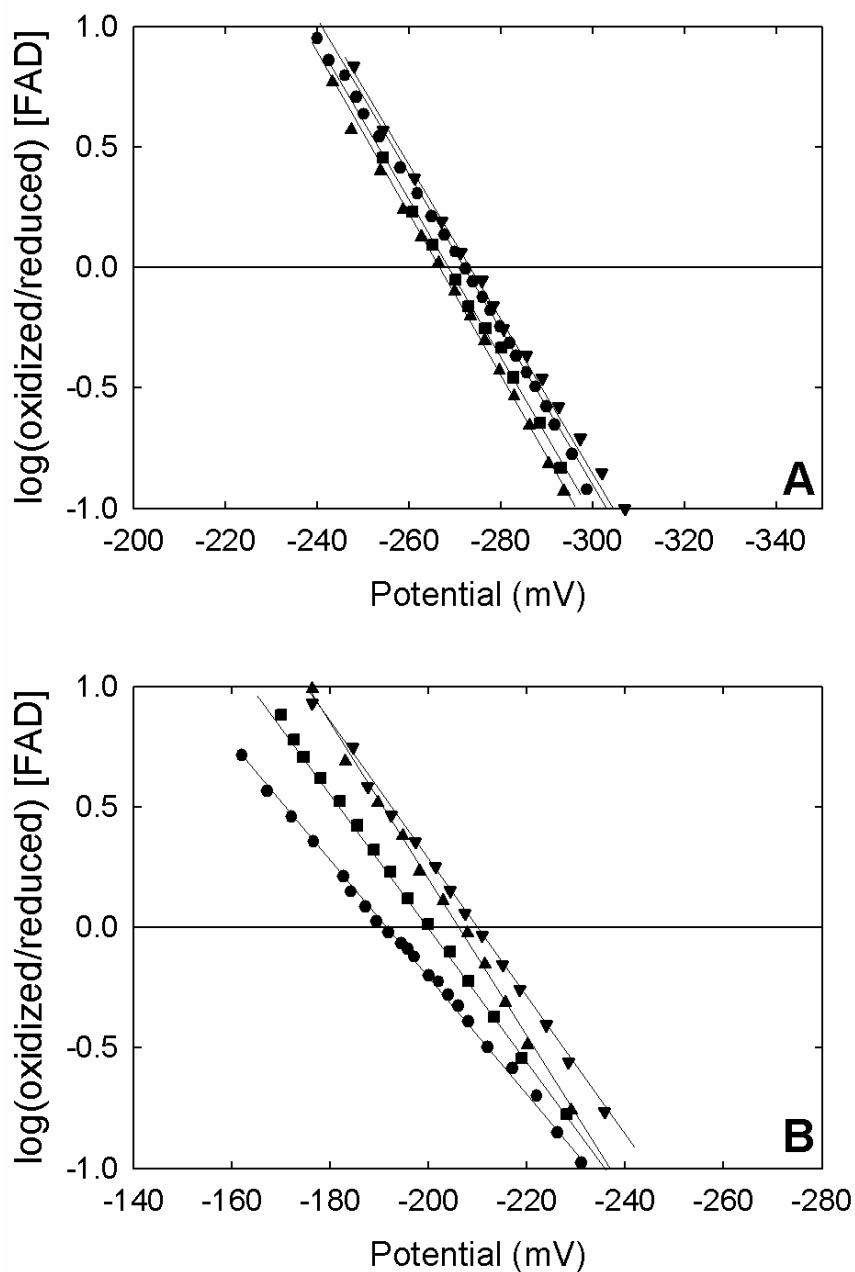 log(oxidized/reduced) [FAD]
1.0
0.5
0.0
-0.5
-1.0
A
-200 -220 -240 -260 -280 -300 -320 -340
Potential (mV)
log(oxidized/reduced) [FAD]
1.0
0.5
0.0
-0.5
-1.0
B
-140 -160 -180 -200 -220 -240 -260 -280
Potential (mV)